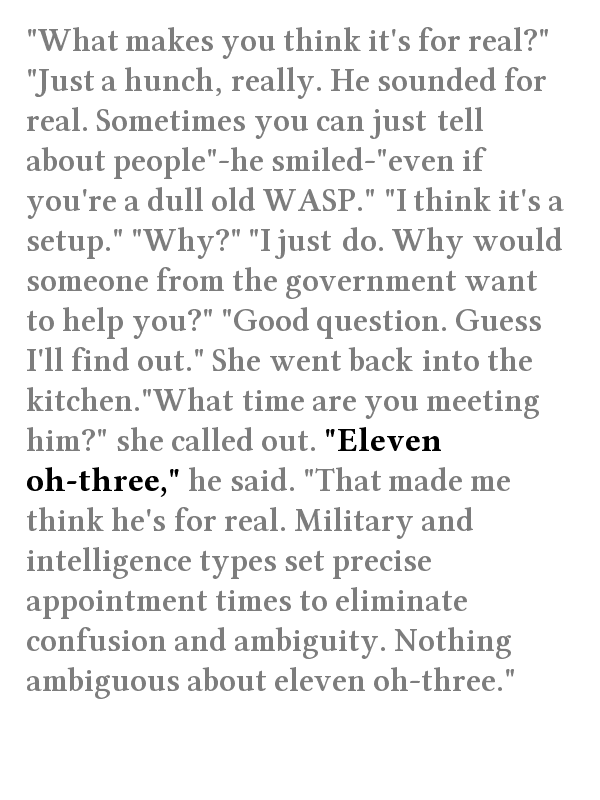 "What makes you think it's for real?"
"Just a hunch, really. He sounded for
real. Sometimes you can just tell
about people"-he smiled-"even if
you're a dull old WASP." "I think it's a
setup." "Why?" "I just do. Why would
someone from the government want
to help you?" "Good question. Guess
I'll find out." She went back into the
kitchen."What time are you meeting
him?" she called out. "Eleven
oh-three," he said. "That made me
think he's for real. Military and
intelligence types set precise
appointment times to eliminate
confusion and ambiguity. Nothing
ambiguous about eleven oh-three."